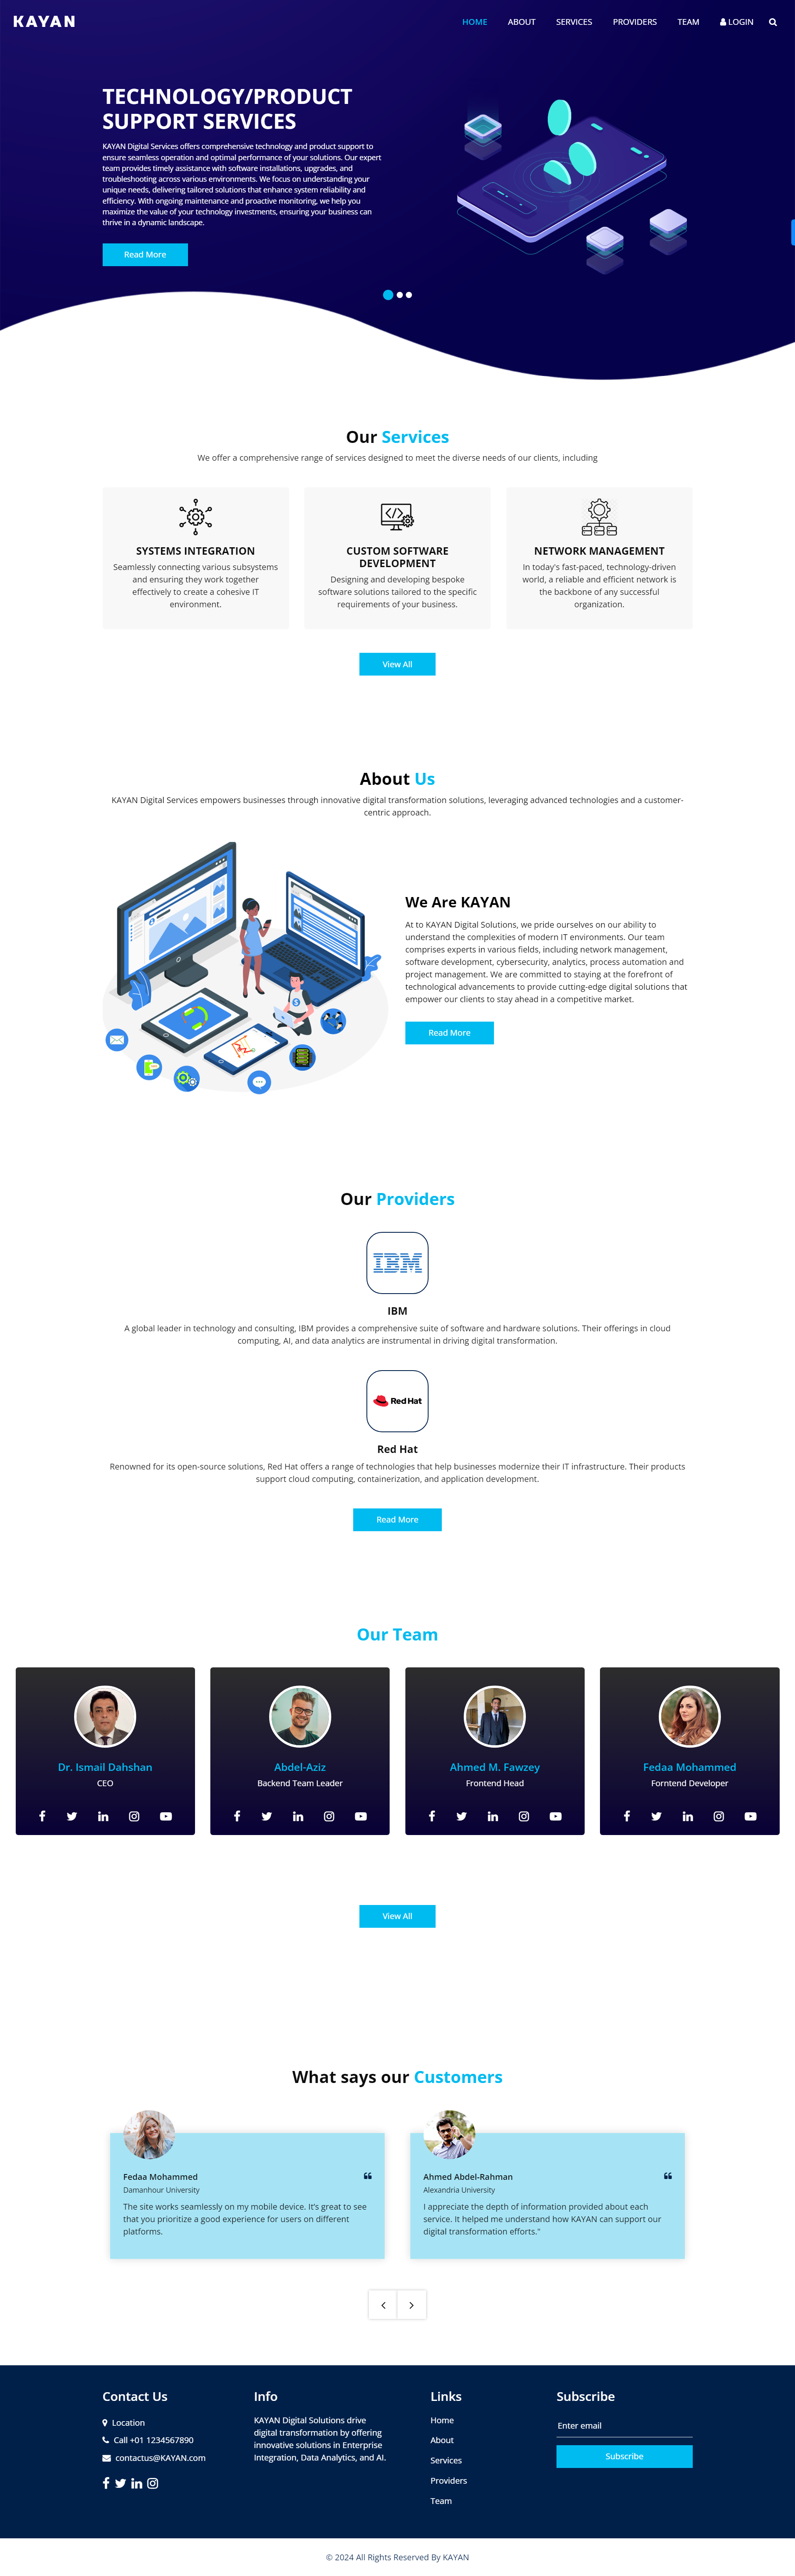 KAYAN
HOME
ABOUT
SERVICES
PROVIDERS
TEAM
LOGIN
TECHNOLOGY/PRODUCT
SUPPORT SERVICES
KAYAN Digital Services offers comprehensive technology and product support to
ensure seamless operation and optimal performance of your solutions. Our expert
team provides timely assistance with software installations, upgrades, and
troubleshooting across various environments. We focus on understanding your
unique needs, delivering tailored solutions that enhance system reliability and
efficiency. With ongoing maintenance and proactive monitoring, we help you
maximize the value of your technology investments, ensuring your business can
thrive in a dynamic landscape.
Read More
Our Services
We offer a comprehensive range of services designed to meet the diverse needs of our clients, including
SYSTEMS INTEGRATION
Seamlessly connecting various subsystems
and ensuring they work together
effectively to create a cohesive IT
environment.
CUSTOM SOFTWARE
DEVELOPMENT
Designing and developing bespoke
software solutions tailored to the specific
requirements of your business.
NETWORK MANAGEMENT
In today's fast-paced, technology-driven
world, a reliable and efficient network is
the backbone of any successful
organization.
View All
About Us
KAYAN Digital Services empowers businesses through innovative digital transformation solutions, leveraging advanced technologies and a customer-
centric approach.
We Are KAYAN
At to KAYAN Digital Solutions, we pride ourselves on our ability to
understand the complexities of modern IT environments. Our team
comprises experts in various fields, including network management,
software development, cybersecurity, analytics, process automation and
project management. We are committed to staying at the forefront of
technological advancements to provide cutting-edge digital solutions that
empower our clients to stay ahead in a competitive market.
Read More
Our Providers
IBM
IBM
A global leader in technology and consulting, IBM provides a comprehensive suite of software and hardware solutions. Their offerings in cloud
computing, AI, and data analytics are instrumental in driving digital transformation.
Red Hat
Red Hat
Renowned for its open-source solutions, Red Hat offers a range of technologies that help businesses modernize their IT infrastructure. Their products
support cloud computing, containerization, and application development.
Read More
Our Team
Dr. Ismail Dahshan
CEO
Abdel-Aziz
Backend Team Leader
Ahmed M. Fawzey
Frontend Head
Fedaa Mohammed
Forntend Developer
View All
What says our Customers
Fedaa Mohammed
Damanhour University
The site works seamlessly on my mobile device. It's great to see
that you prioritize a good experience for users on different
platforms.
Ahmed Abdel-Rahman
Alexandria University
I appreciate the depth of information provided about each
service. It helped me understand how KAYAN can support our
digital transformation efforts."
Contact Us
Location
Call +01 1234567890
contactus@KAYAN.com
Info
KAYAN Digital Solutions drive
digital transformation by offering
innovative solutions in Enterprise
Integration, Data Analytics, and AI.
Links
Home
About
Services
Providers
Team
Subscribe
Enter email
Subscribe
© 2024 All Rights Reserved By KAYAN